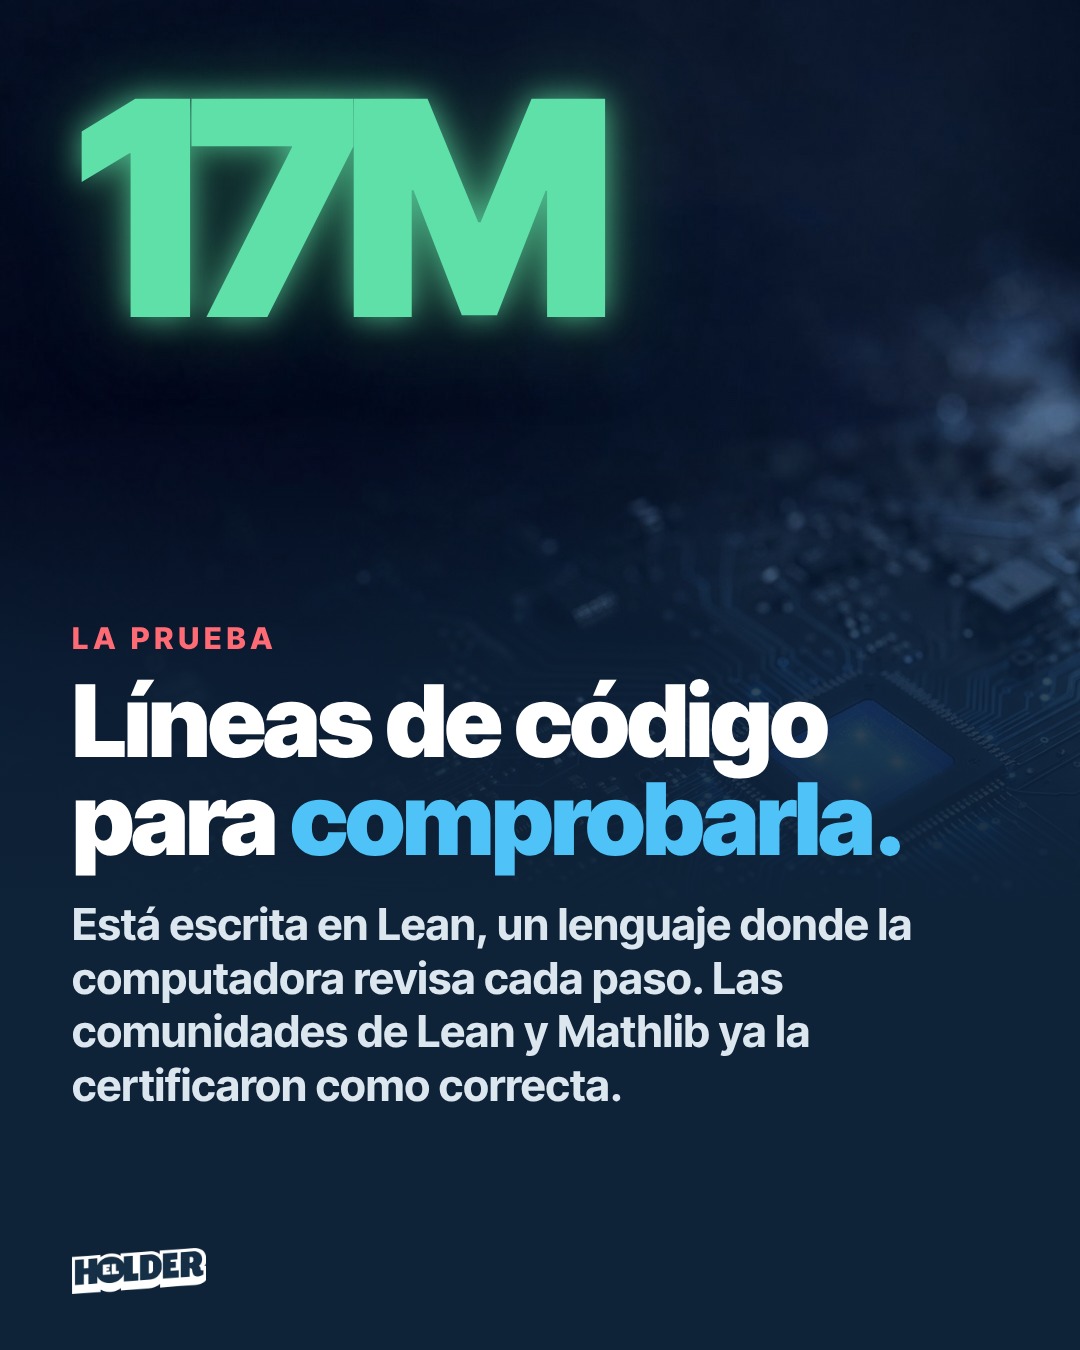 17M
LA PRUEBA
Líneas de código
para comprobarla.
Está escrita en Lean, un lenguaje donde la
computadora revisa cada paso. Las
comunidades de Lean y Mathlib ya la
certificaron como correcta.
EL HOLDER